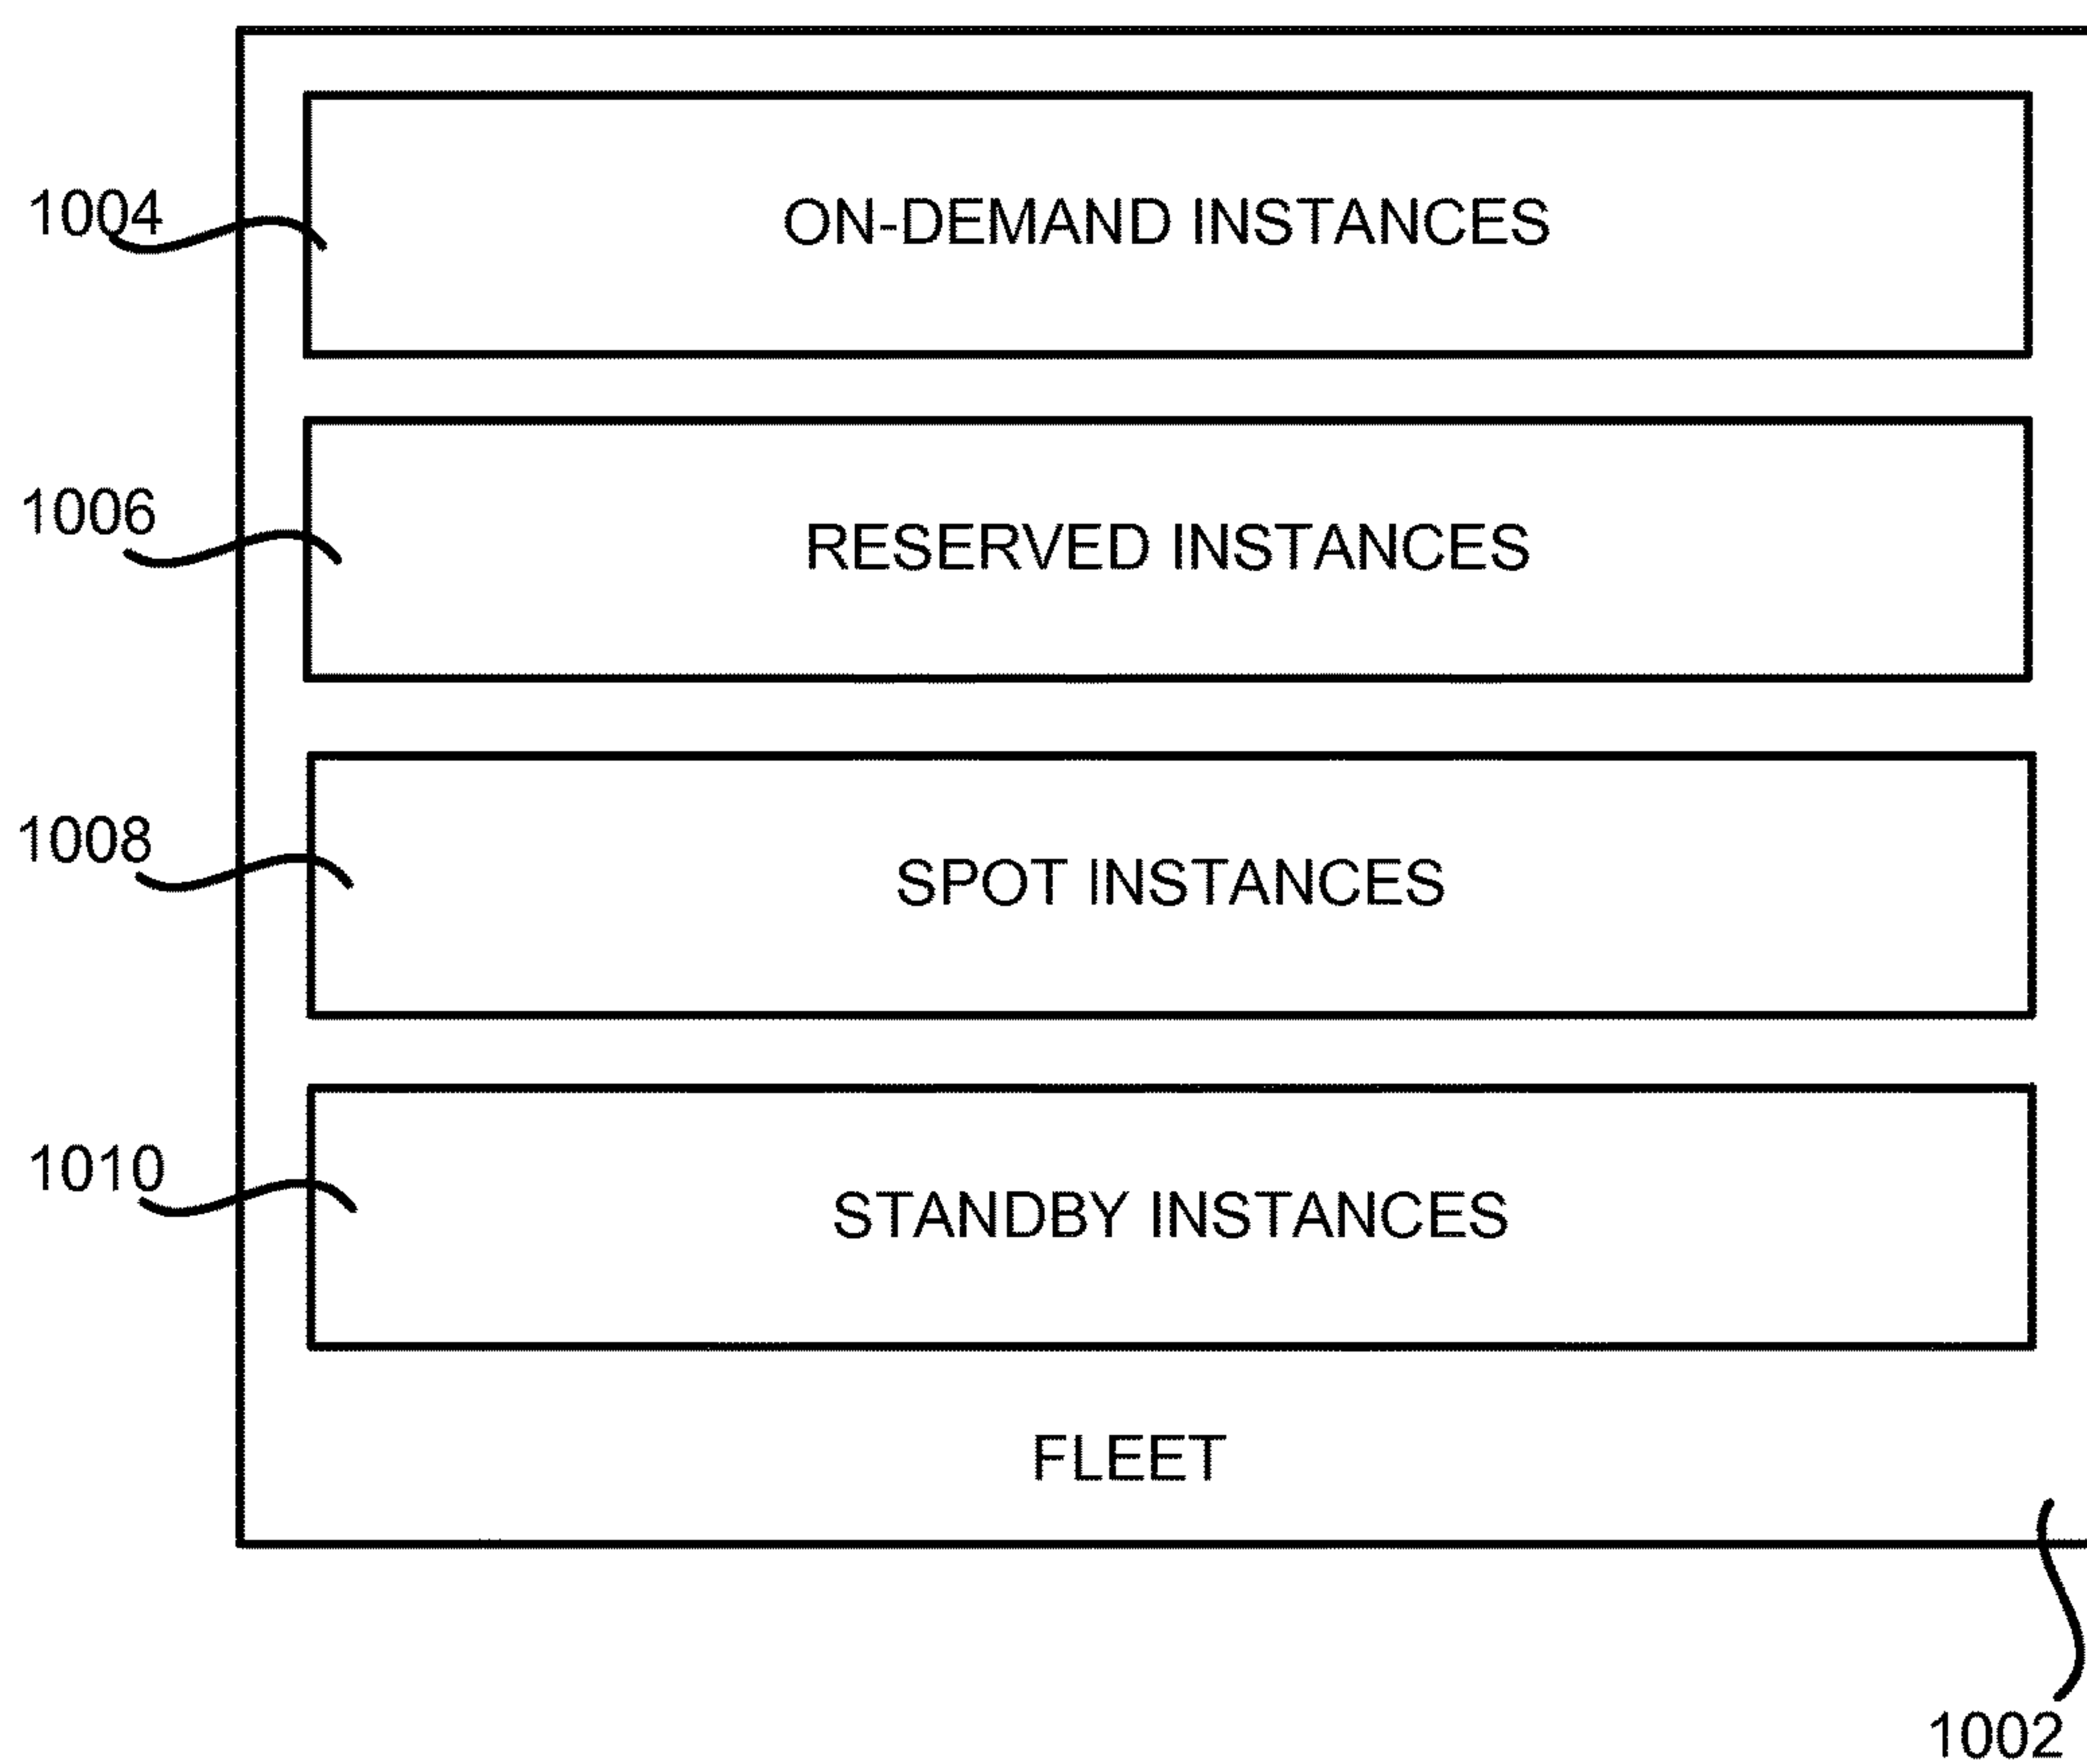 1004
ON-DEMAND INSTANCES
1006
RESERVED INSTANCES
1008
SPOT INSTANCES
1010
STANDBY INSTANCES
FLEET
1002